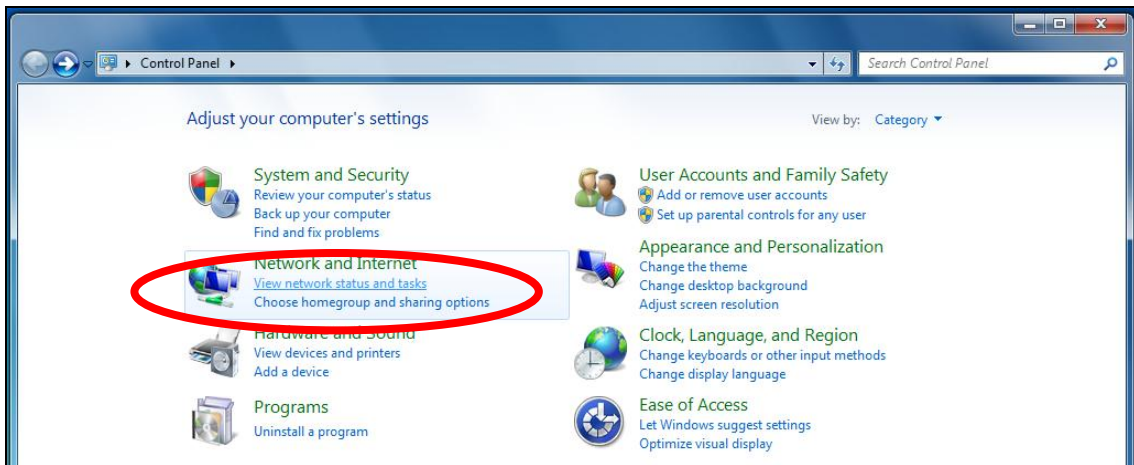 Control Panel
Search Control Panel
Adjust your computer's settings
View by: Category
System and Security
Review your computer's status
Back up your computer
Find and fix problems
Network and Internet
View network status and tasks
Choose homegroup and sharing options
Hardware and Sound
View devices and printers
Add a device
Programs
Uninstall a program
User Accounts and Family Safety
Add or remove user accounts
Set up parental controls for any user
Appearance and Personalization
Change the theme
Change desktop background
Adjust screen resolution
Clock, Language, and Region
Change keyboards or other input methods
Change display language
Ease of Access
Let Windows suggest settings
Optimize visual display